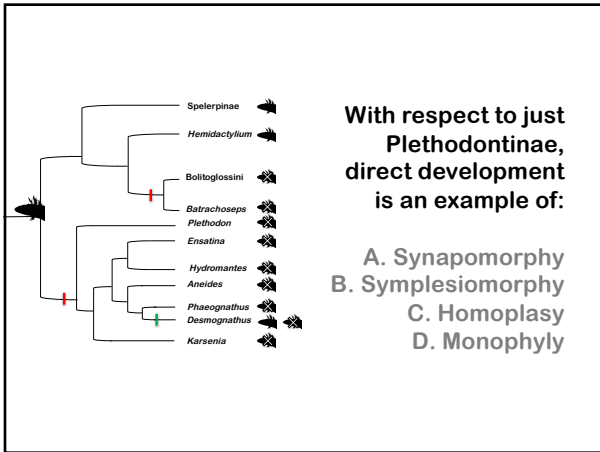 Spelerpinae
Hemidactylium
Bolitoglossini
Batrachoseps
Plethodon
Ensatina
Hydromantes
Aneides
Phaeognathus
Desmognathus
Karsenia
With respect to just
Plethodontinae,
direct development
is an example of:
A. Synapomorphy
B. Symplesiomorphy
C. Homoplasy
D. Monophyly